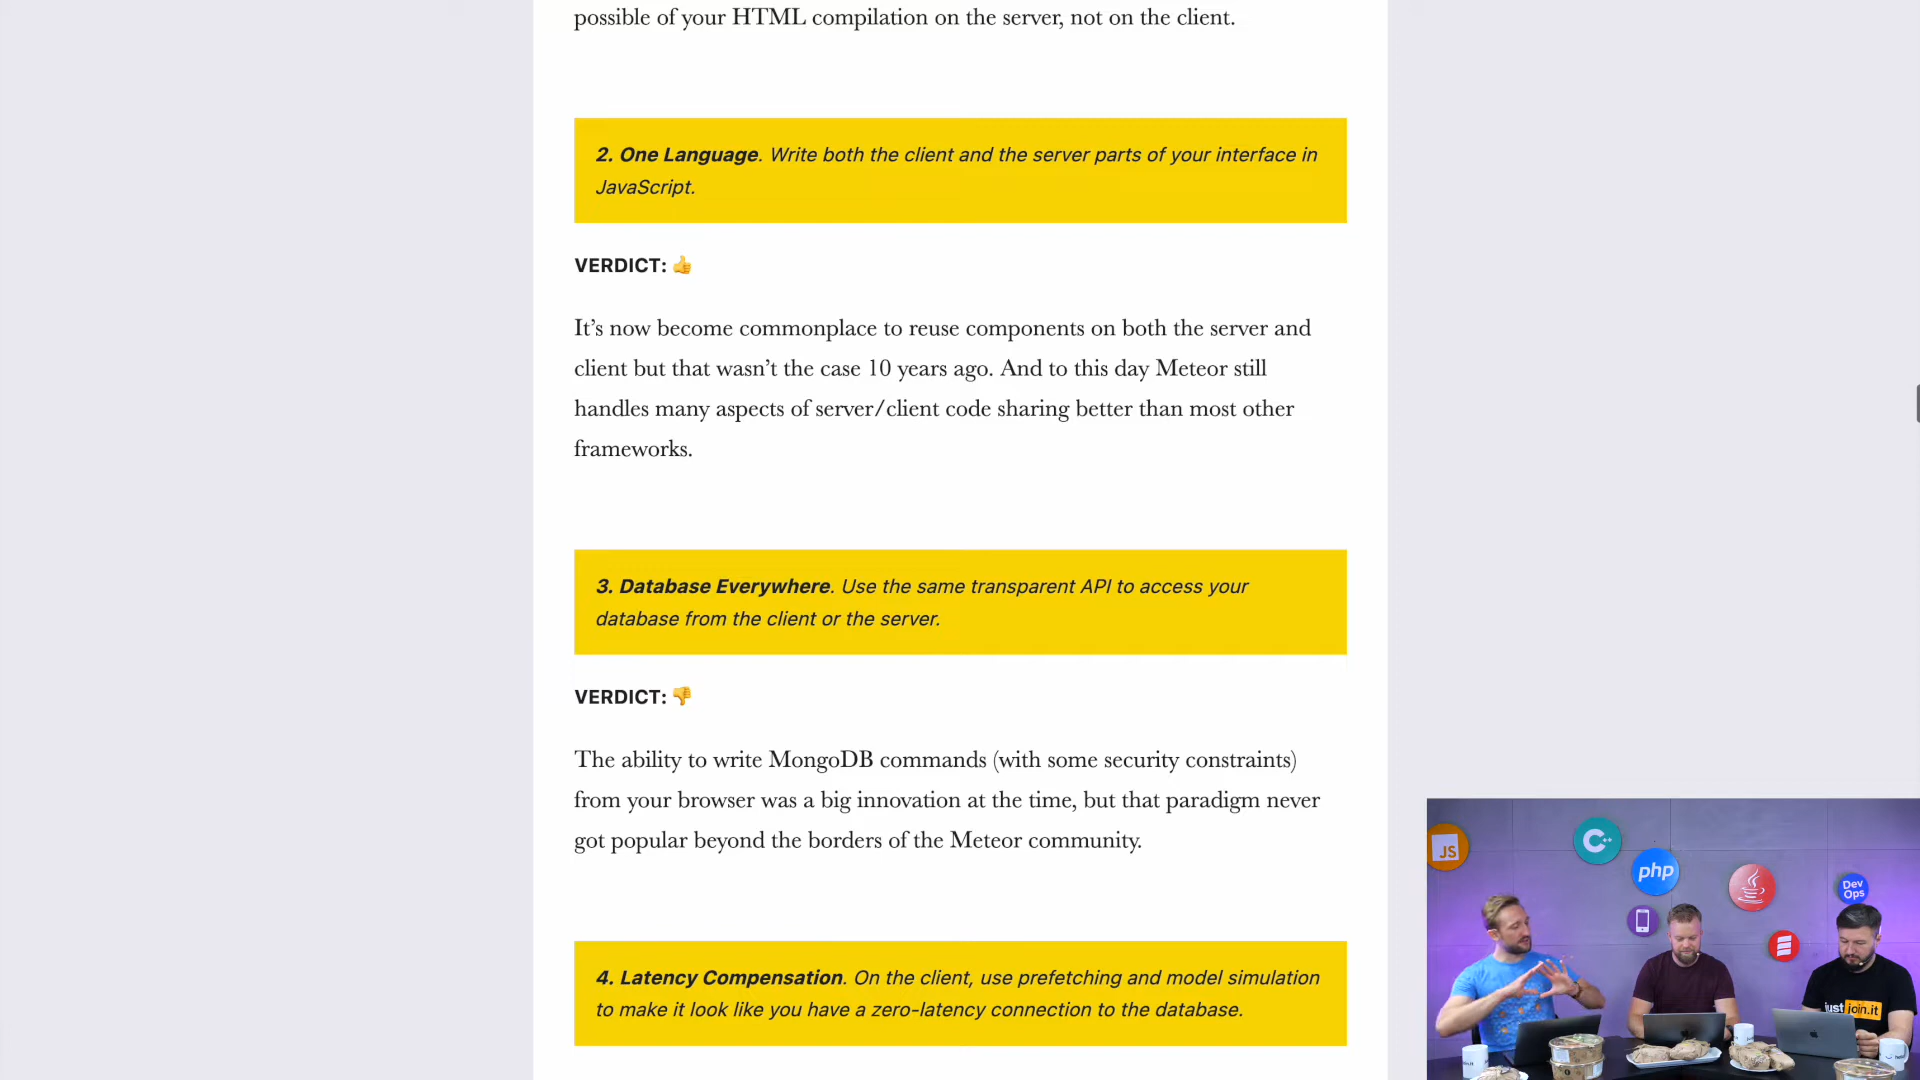 possible of your HTML compilation on the server, not on the client.
2. One Language. Write both the client and the server parts of your interface in
JavaScript.
VERDICT: 👍
It’s now become commonplace to reuse components on both the server and
client but that wasn’t the case 10 years ago. And to this day Meteor still
handles many aspects of server/client code sharing better than most other
frameworks.
3. Database Everywhere. Use the same transparent API to access your
database from the client or the server.
VERDICT: 👎
The ability to write MongoDB commands (with some security constraints)
from your browser was a big innovation at the time, but that paradigm never
got popular beyond the borders of the Meteor community.
4. Latency Compensation. On the client, use prefetching and model simulation
to make it look like you have a zero-latency connection to the database.
JS
C++
php
Dev
Ops
just join.it